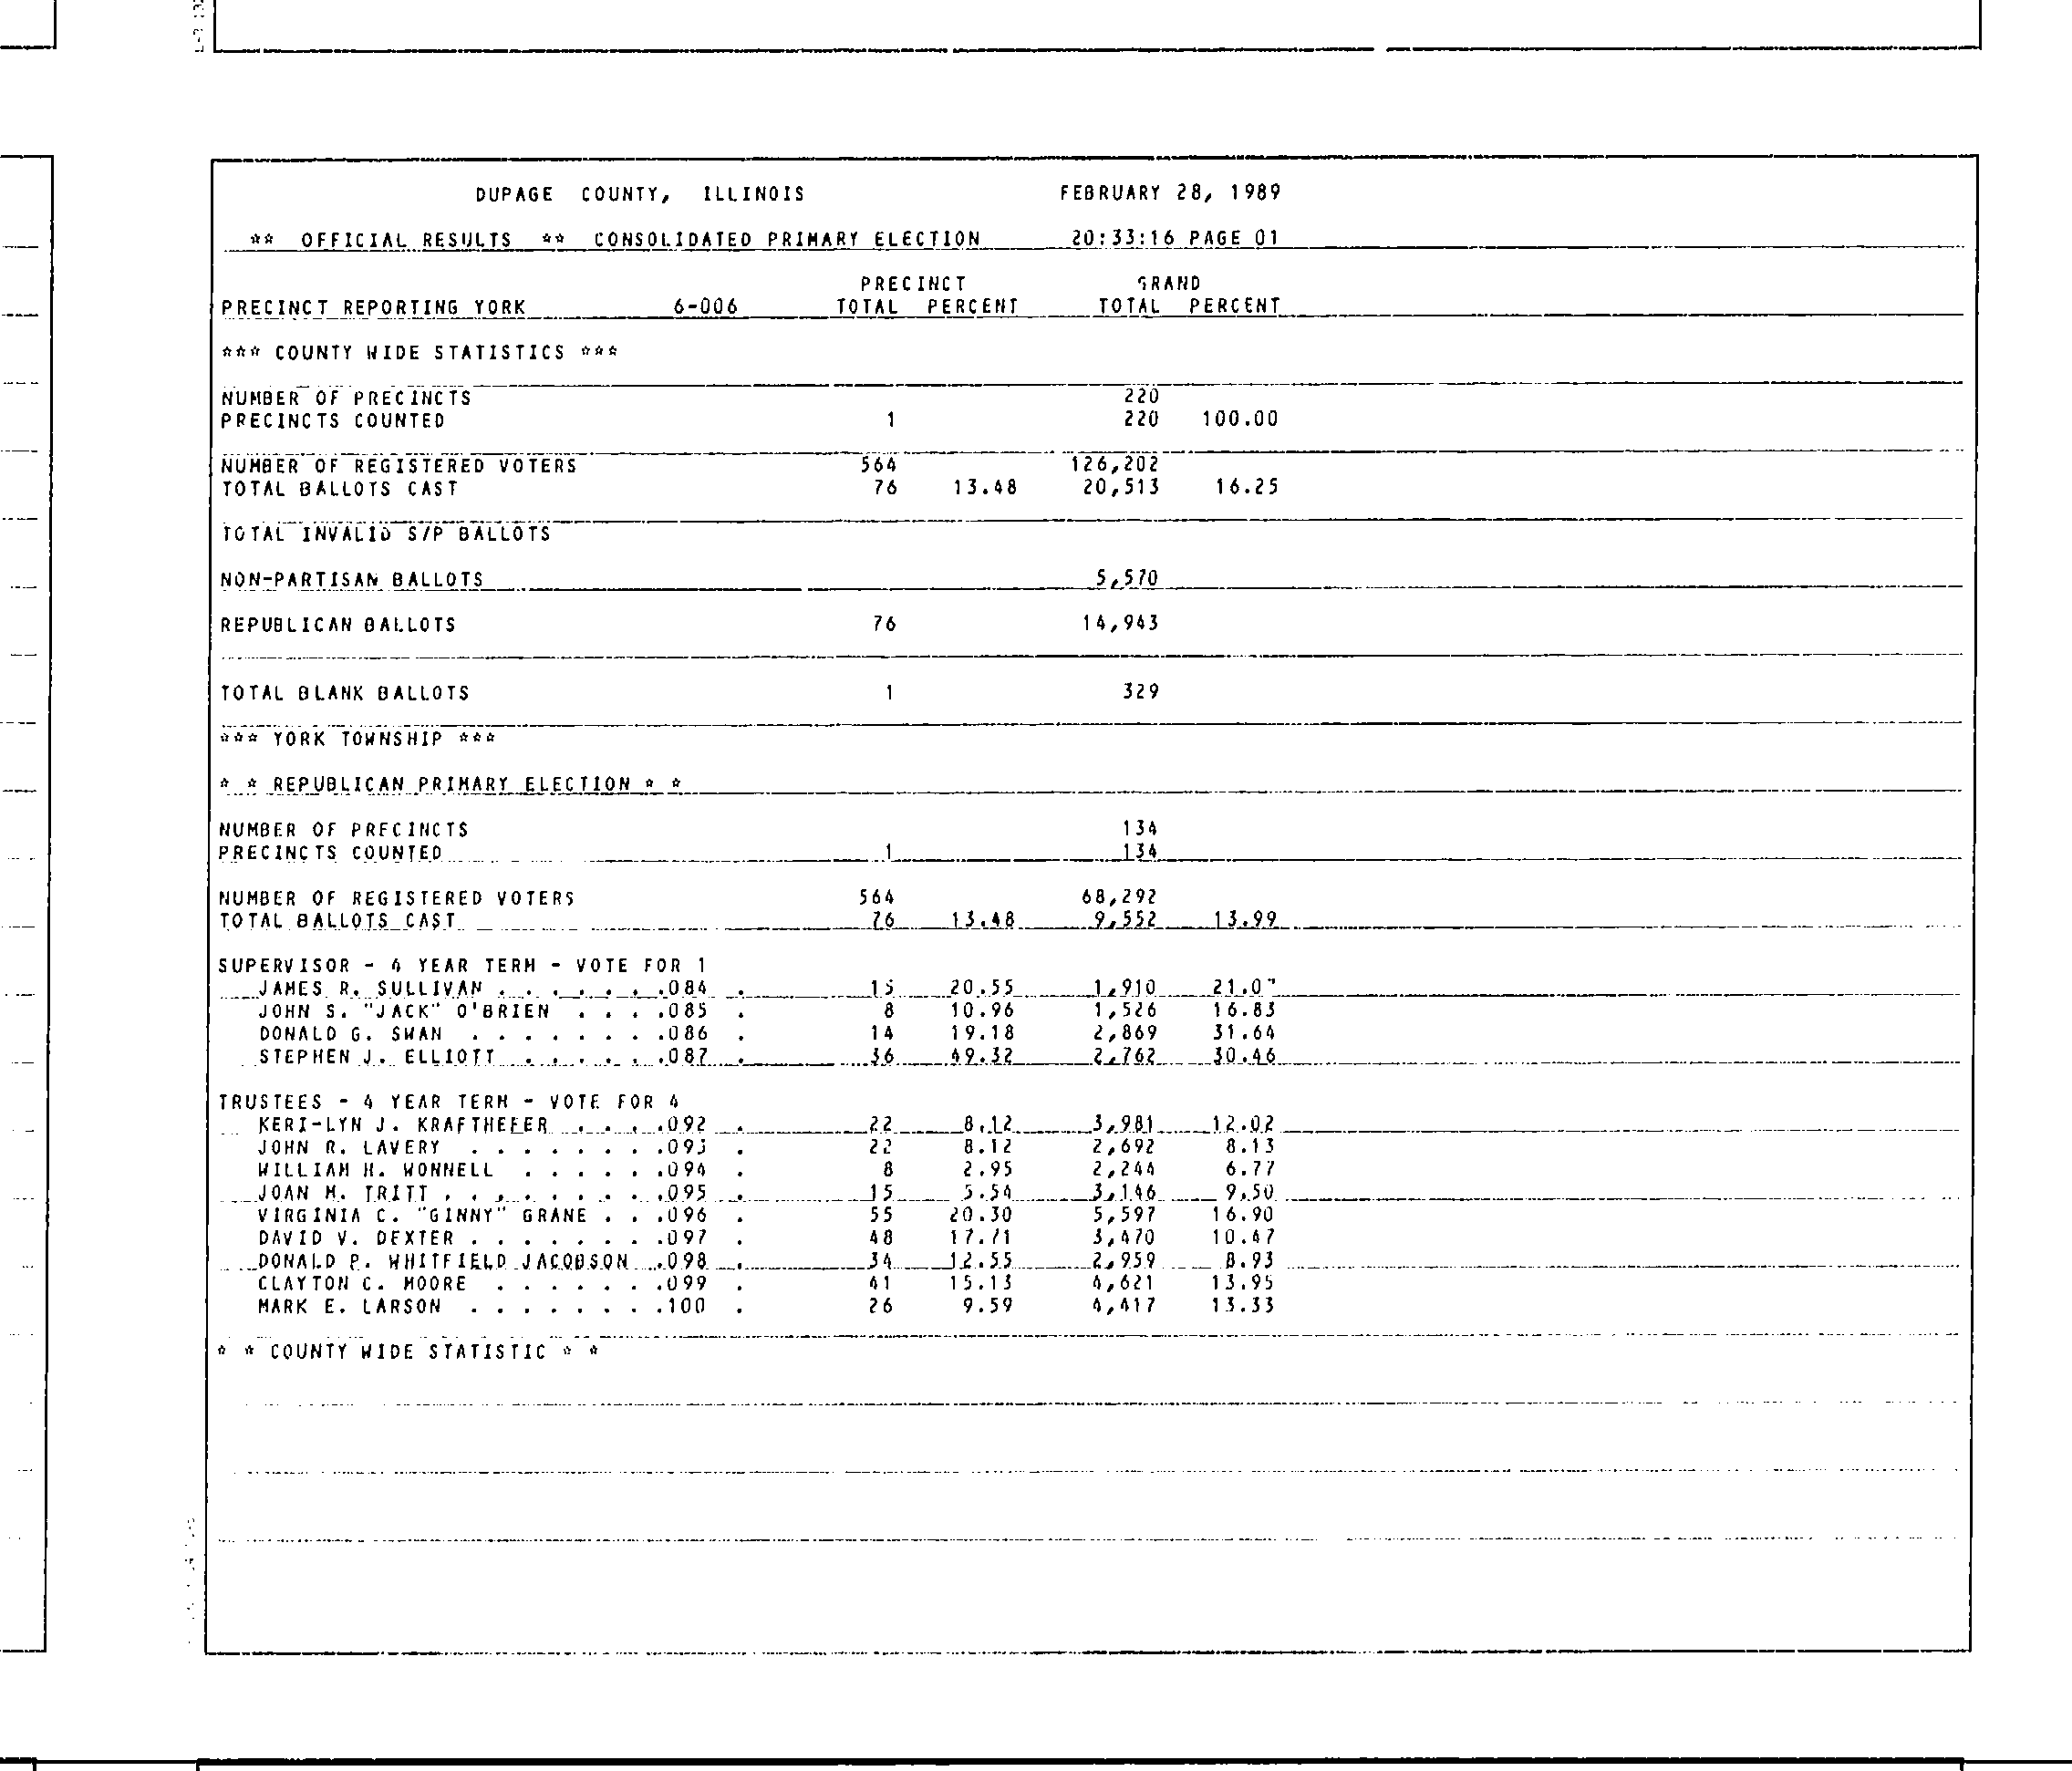 DUPAGE COUNTY, ILLINOIS FEBRUARY 28, 1989
** OFFICIAL RESULTS ** CONSOLIDATED PRIMARY ELECTION 20:33:16 PAGE 01
PRECINCT GRAND
PRECINCT REPORTING YORK 6-006 TOTAL PERCENT TOTAL PERCENT
*** COUNTY WIDE STATISTICS ***
NUMBER OF PRECINCTS 220
PRECINCTS COUNTED 1 220 100.00
NUMBER OF REGISTERED VOTERS 564 126,202
TOTAL BALLOTS CAST 76 13.48 20,513 16.25
TOTAL INVALID S/P BALLOTS
NON-PARTISAN BALLOTS 5,570
REPUBLICAN BALLOTS 76 14,943
TOTAL BLANK BALLOTS 1 329
*** YORK TOWNSHIP ***
* * REPUBLICAN PRIMARY ELECTION * *
NUMBER OF PRECINCTS 134
PRECINCTS COUNTED 1 134
NUMBER OF REGISTERED VOTERS 564 68,292
TOTAL BALLOTS CAST 76 13.48 9,552 13.99
SUPERVISOR - 4 YEAR TERM - VOTE FOR 1
JAMES R. SULLIVAN . . . . . . .084 . 15 20.55 1,910
JOHN S. "JACK" O'BRIEN . . . .085 . 8 10.96 1,526 16.83
DONALD G. SWAN . . . . . . . .086 . 14 19.18 2,869 31.64
STEPHEN J. ELLIOTT . . . . . .087 . 36 49.32 2,762 30.46
TRUSTEES - 4 YEAR TERM - VOTE FOR 4
KERI-LYN J. KRAFTHEFER . . . .092 . 22 8.12 3,981 12.02
JOHN R. LAVERY . . . . . . . .093 . 22 8.12 2,692 8.13
WILLIAM H. WONNELL . . . . . .094 . 8 2.95 2,244 6.77
JOAN M. TRITT . . . . . . . . .095 . 15 5.54 3,146 9.50
VIRGINIA C. "GINNY" GRANE . . .096 . 55 20.30 5,597 16.90
DAVID V. DEXTER . . . . . . . .097 . 48 17.71 3,470 10.47
DONALD P. WHITFIELD JACOBSON .098 . 34 12.55 2,959 8.93
CLAYTON C. MOORE . . . . . . .099 . 41 15.13 4,621 13.95
MARK E. LARSON . . . . . . . .100 . 26 9.59 4,417 13.33
* * COUNTY WIDE STATISTIC * *